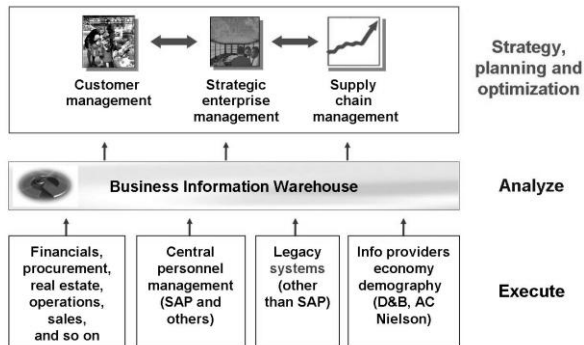 Customer
management
Strategic
enterprise
management
Supply
chain
management
Strategy,
planning and
optimization
Business Information Warehouse
Analyze
Financials,
procurement,
real estate,
operations,
sales,
and so on
Central
personnel
management
(SAP and
others)
Legacy
systems
(other
than SAP)
Info providers
economy
demography
(D&B, AC
Nielson)
Execute